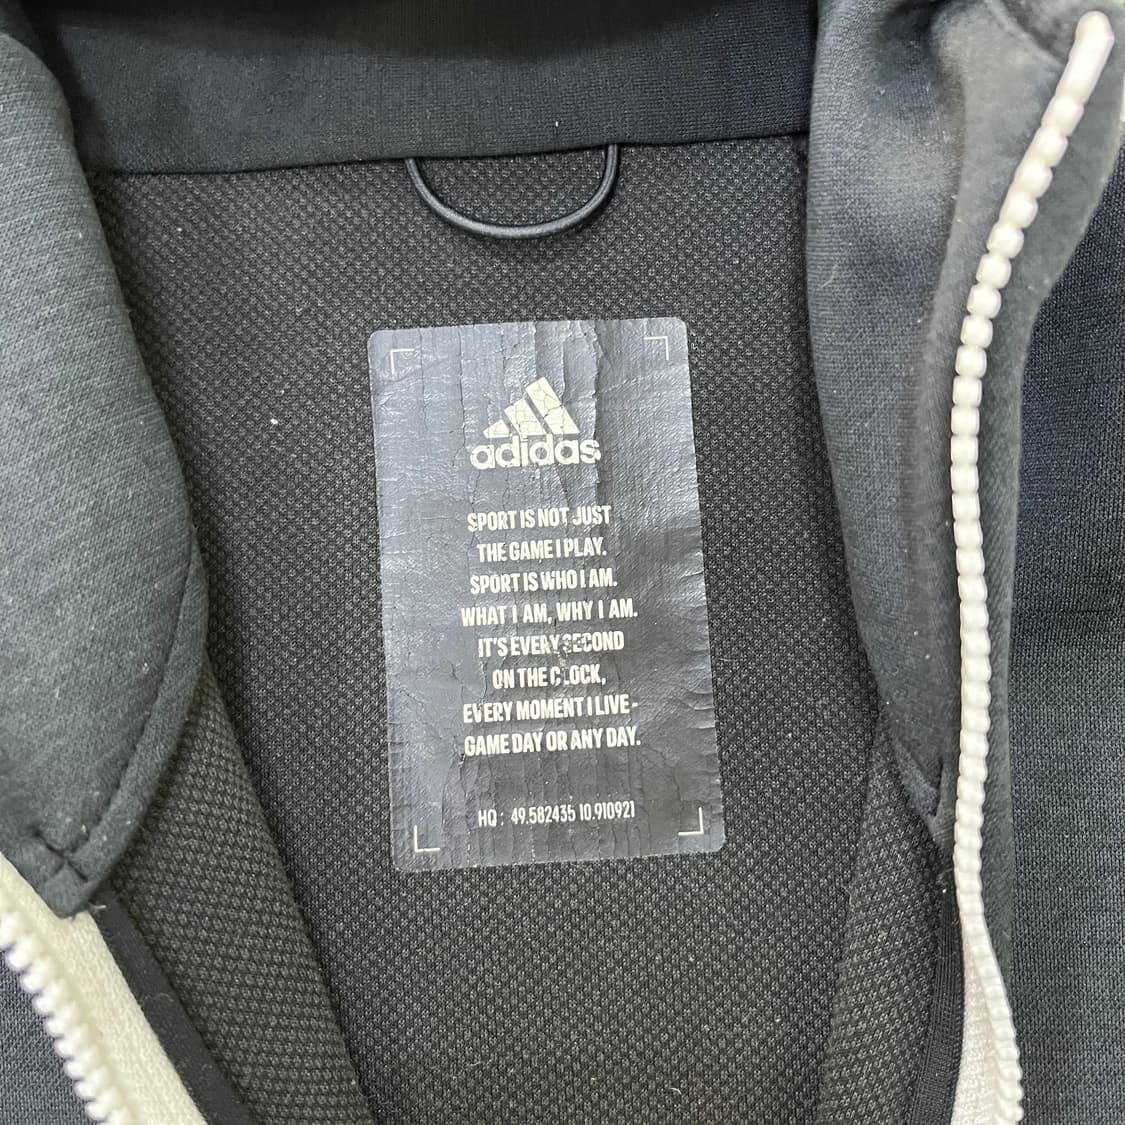 adidas
SPORT IS NOT JUST
THE GAME I PLAY.
SPORT IS WHO I AM.
WHAT I AM, WHY I AM.
IT'S EVERY SECOND
ON THE CLOCK,
EVERY MOMENT I LIVE -
GAME DAY OR ANY DAY.
HQ : 49.582435 10.910921